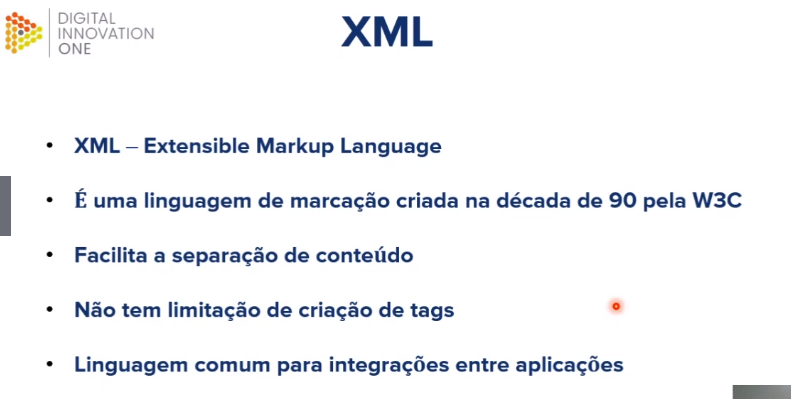 DIGITAL
INNOVATION
ONE
XML
• XML – Extensible Markup Language
• É uma linguagem de marcação criada na década de 90 pela W3C
• Facilita a separação de conteúdo
• Não tem limitação de criação de tags
• Linguagem comum para integrações entre aplicações